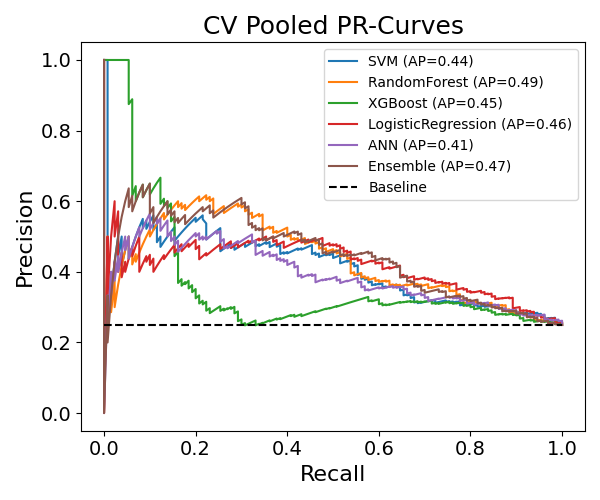 CV Pooled PR-Curves
Precision
1.0
0.8
0.6
0.4
0.2
0.0
SVM (AP=0.44)
RandomForest (AP=0.49)
XGBoost (AP=0.45)
LogisticRegression (AP=0.46)
ANN (AP=0.41)
Ensemble (AP=0.47)
Baseline
0.0 0.2 0.4 0.6 0.8 1.0
Recall